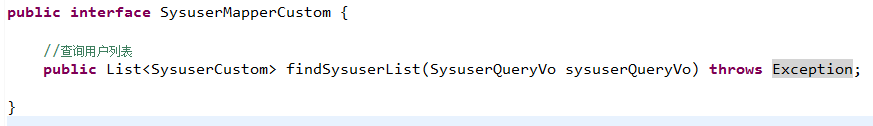 public interface SysuserMapperCustom {
//查询用户列表
public List<SysuserCustom> findSysuserList(SysuserQueryVo sysuserQueryVo) throws Exception;
}